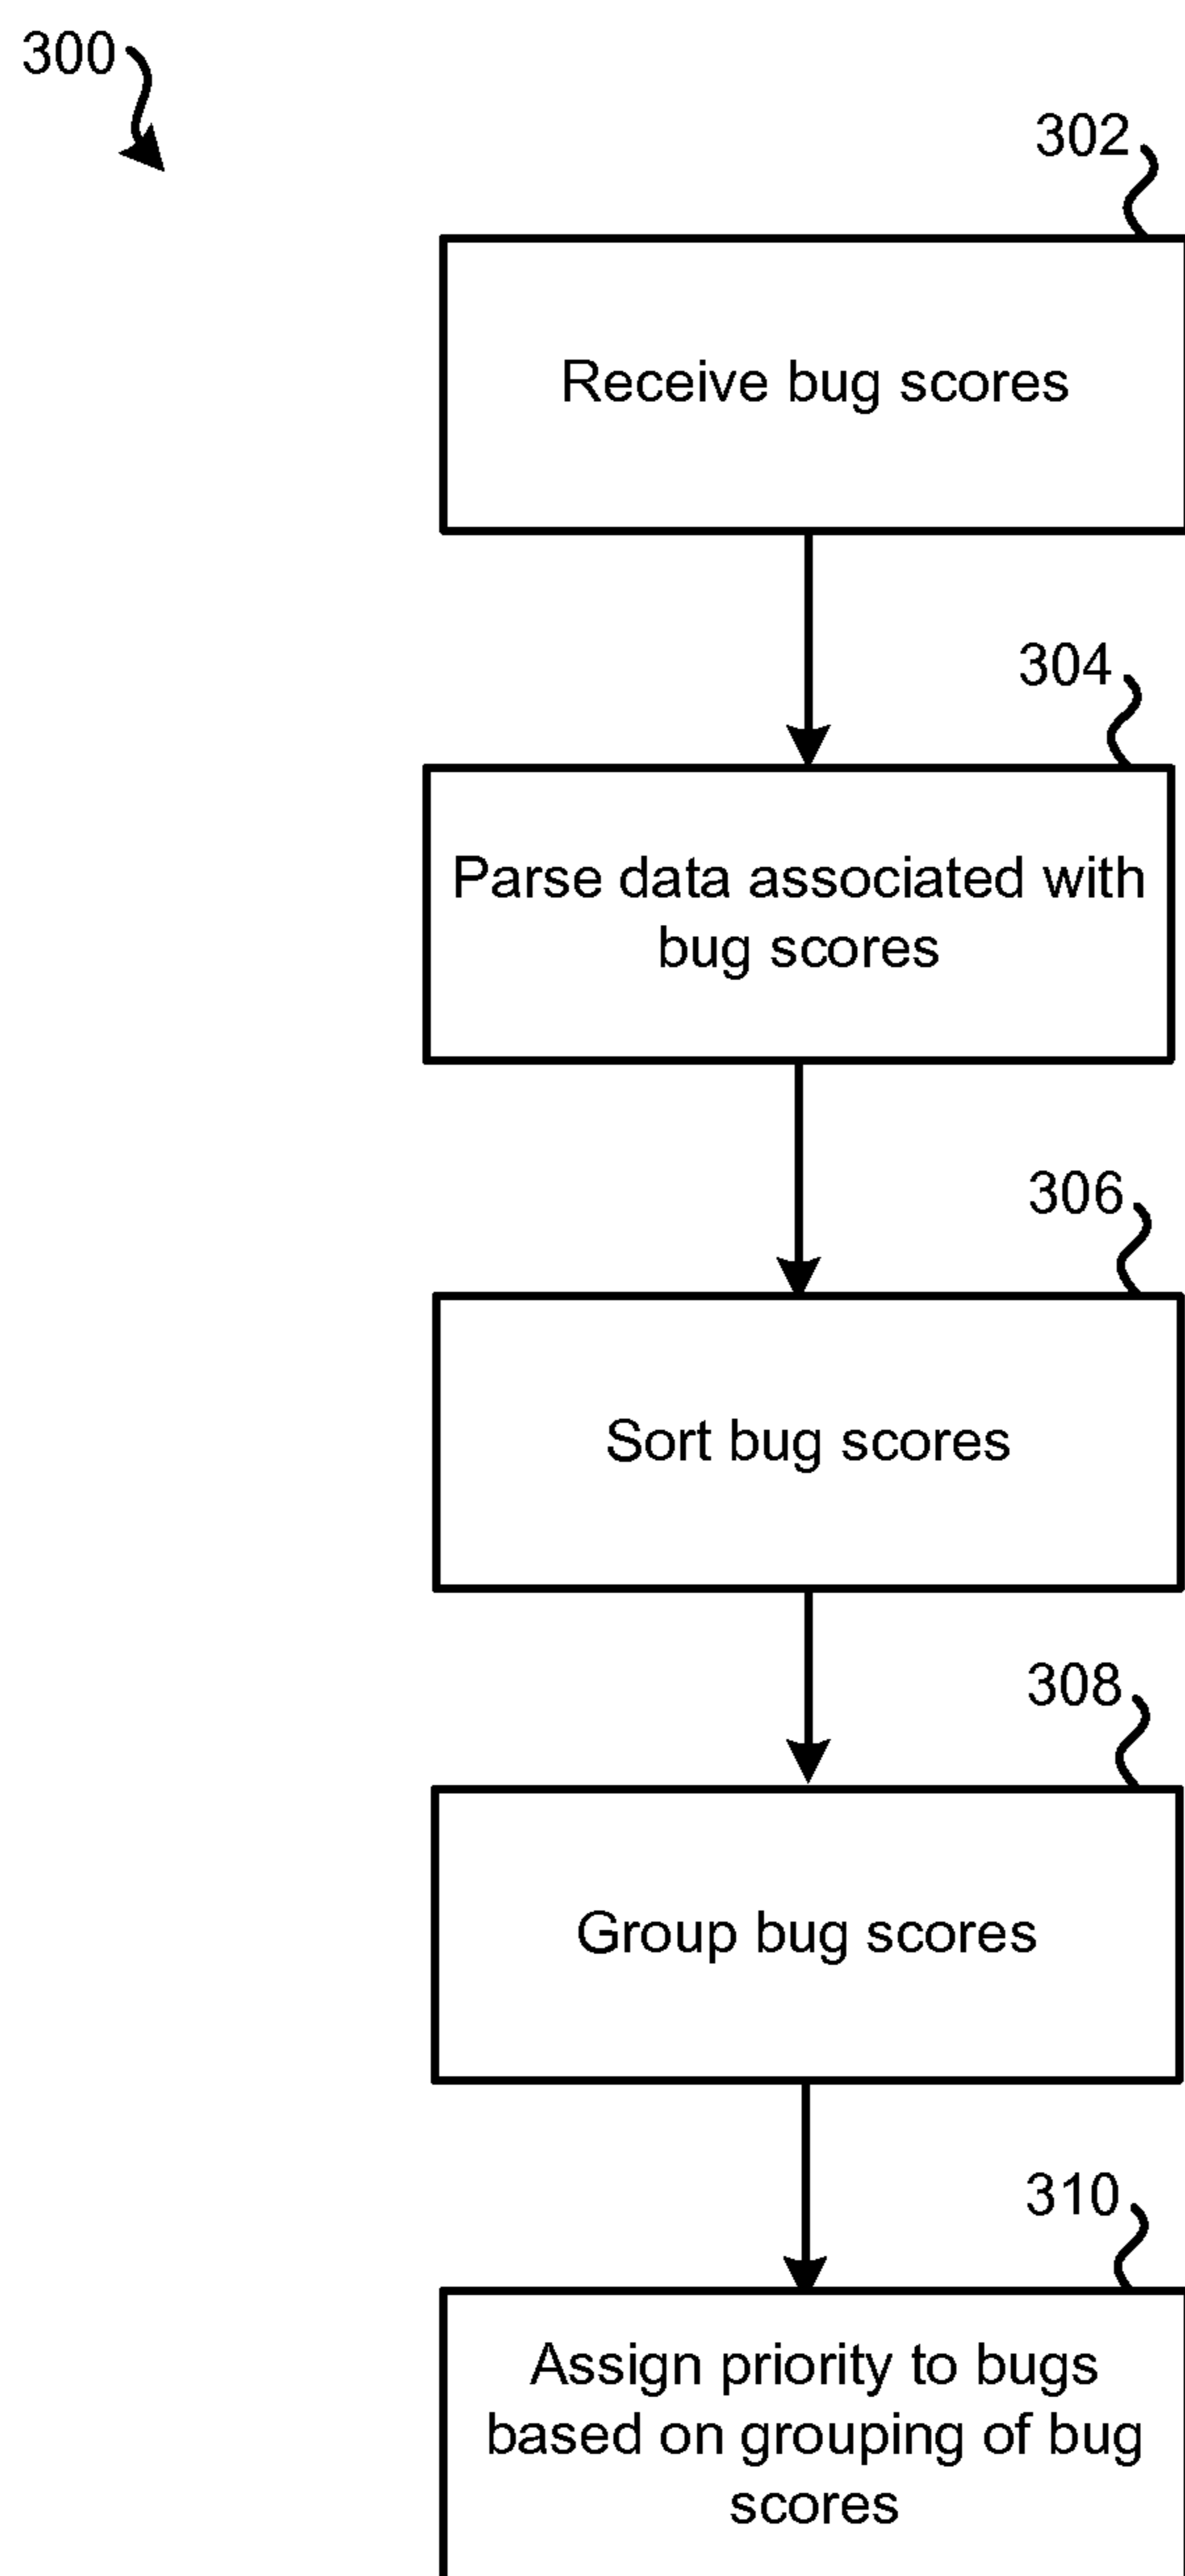 300
302
Receive bug scores
304
Parse data associated with
bug scores
306
Sort bug scores
308
Group bug scores
310
Assign priority to bugs
based on grouping of bug
scores